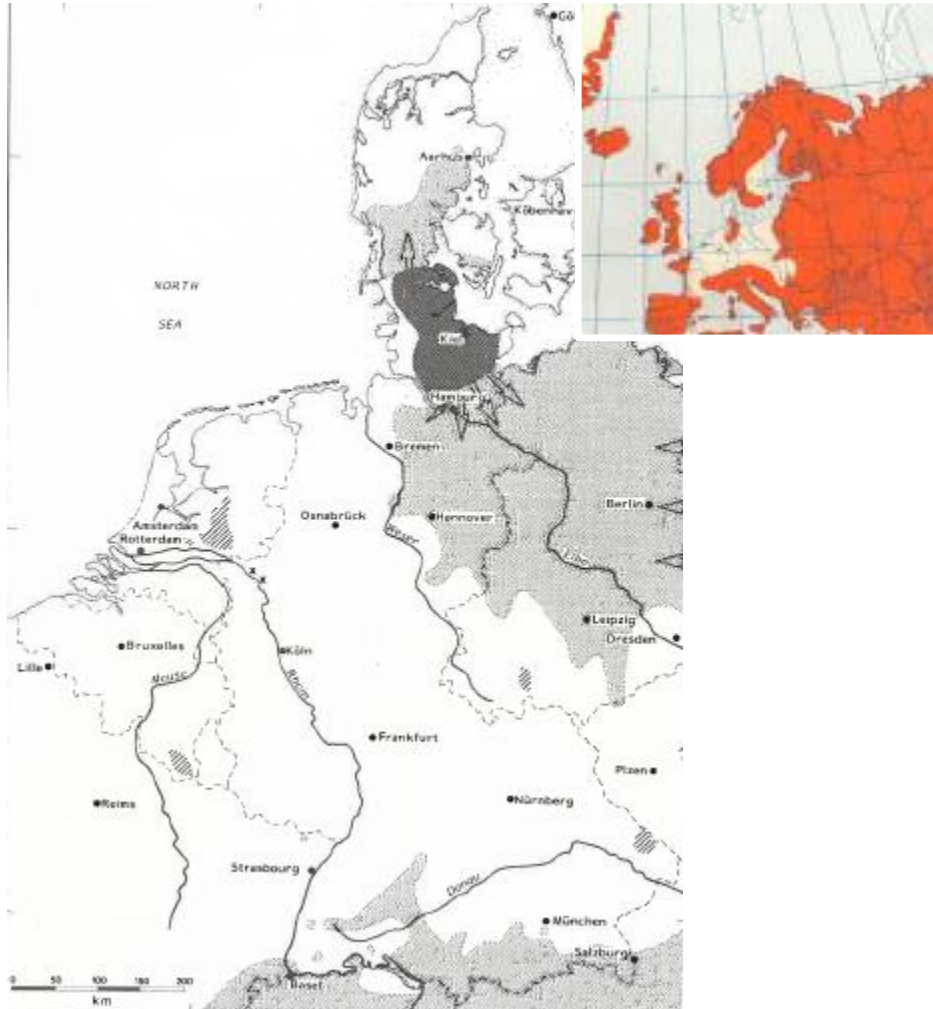 Gö
Aarhus
Köbenhav
NORTH
SEA
Kiel
Hamburg
Bremen
Berlin
Amsterdam
Osnabrück
Hannover
Rotterdam
Weser
Elbe
Leipzig
Dresden
Bruxelles
Köln
Lille
Meuse
Rhein
Frankfurt
Plzen
Reims
Nürnberg
Strasbourg
Donau
München
Salzburg
Basel
0 50 100 150 200
km